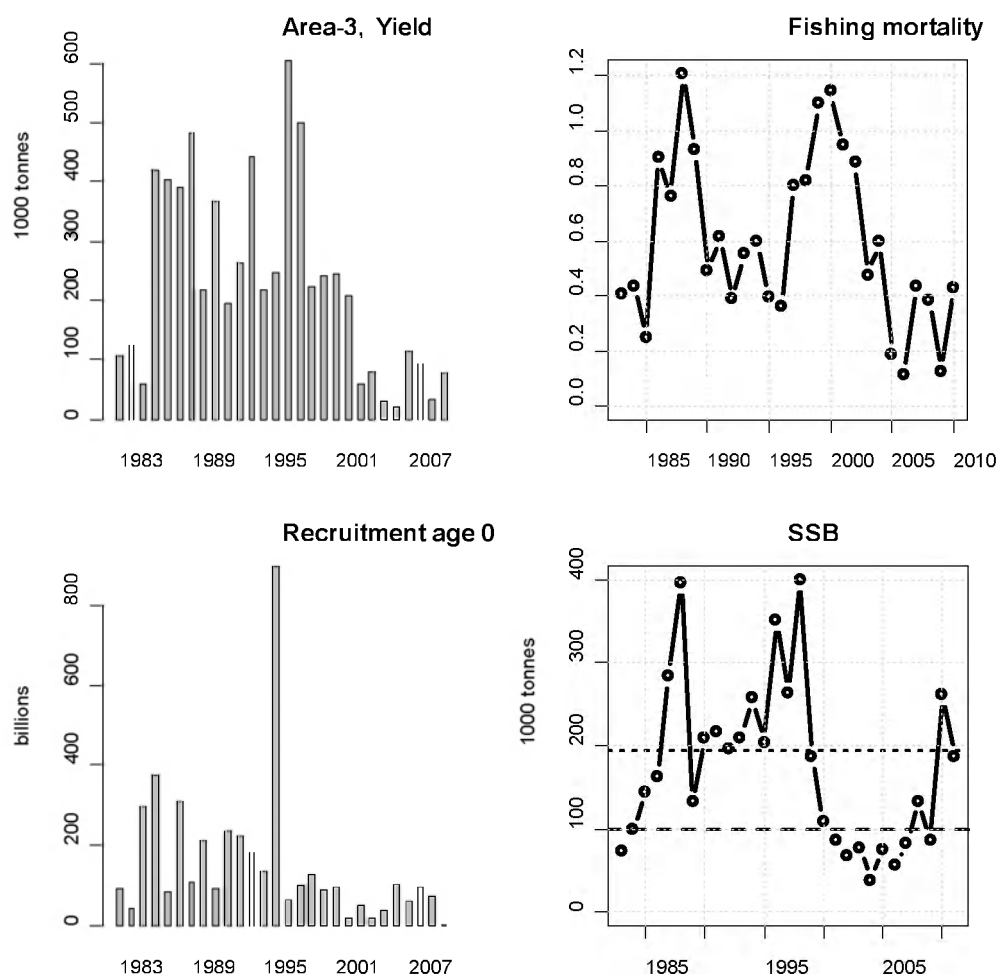 Area-3, Yield
1000 tonnes
0 100 200 300 400 500 600
1983 1989 1995 2001 2007
Fishing mortality
0.0 0.2 0.4 0.6 0.8 1.0 1.2
1985 1990 1995 2000 2005 2010
Recruitment age 0
billions
0 200 400 600 800
1983 1989 1995 2001 2007
SSB
1000 tonnes
0 100 200 300 400
1985 1995 2005